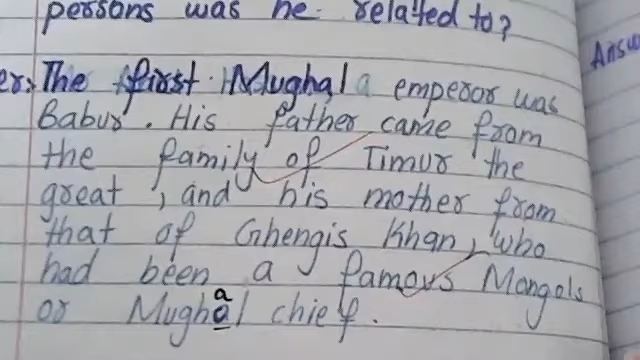 persons was he related to?
Answ
er: The first Mughal a emperor was
Babur. His father came from
the family of Timur the
great, and his mother from
that of Ghengis Khan, who
had been a famous Mongols
or Mughal chief.
a